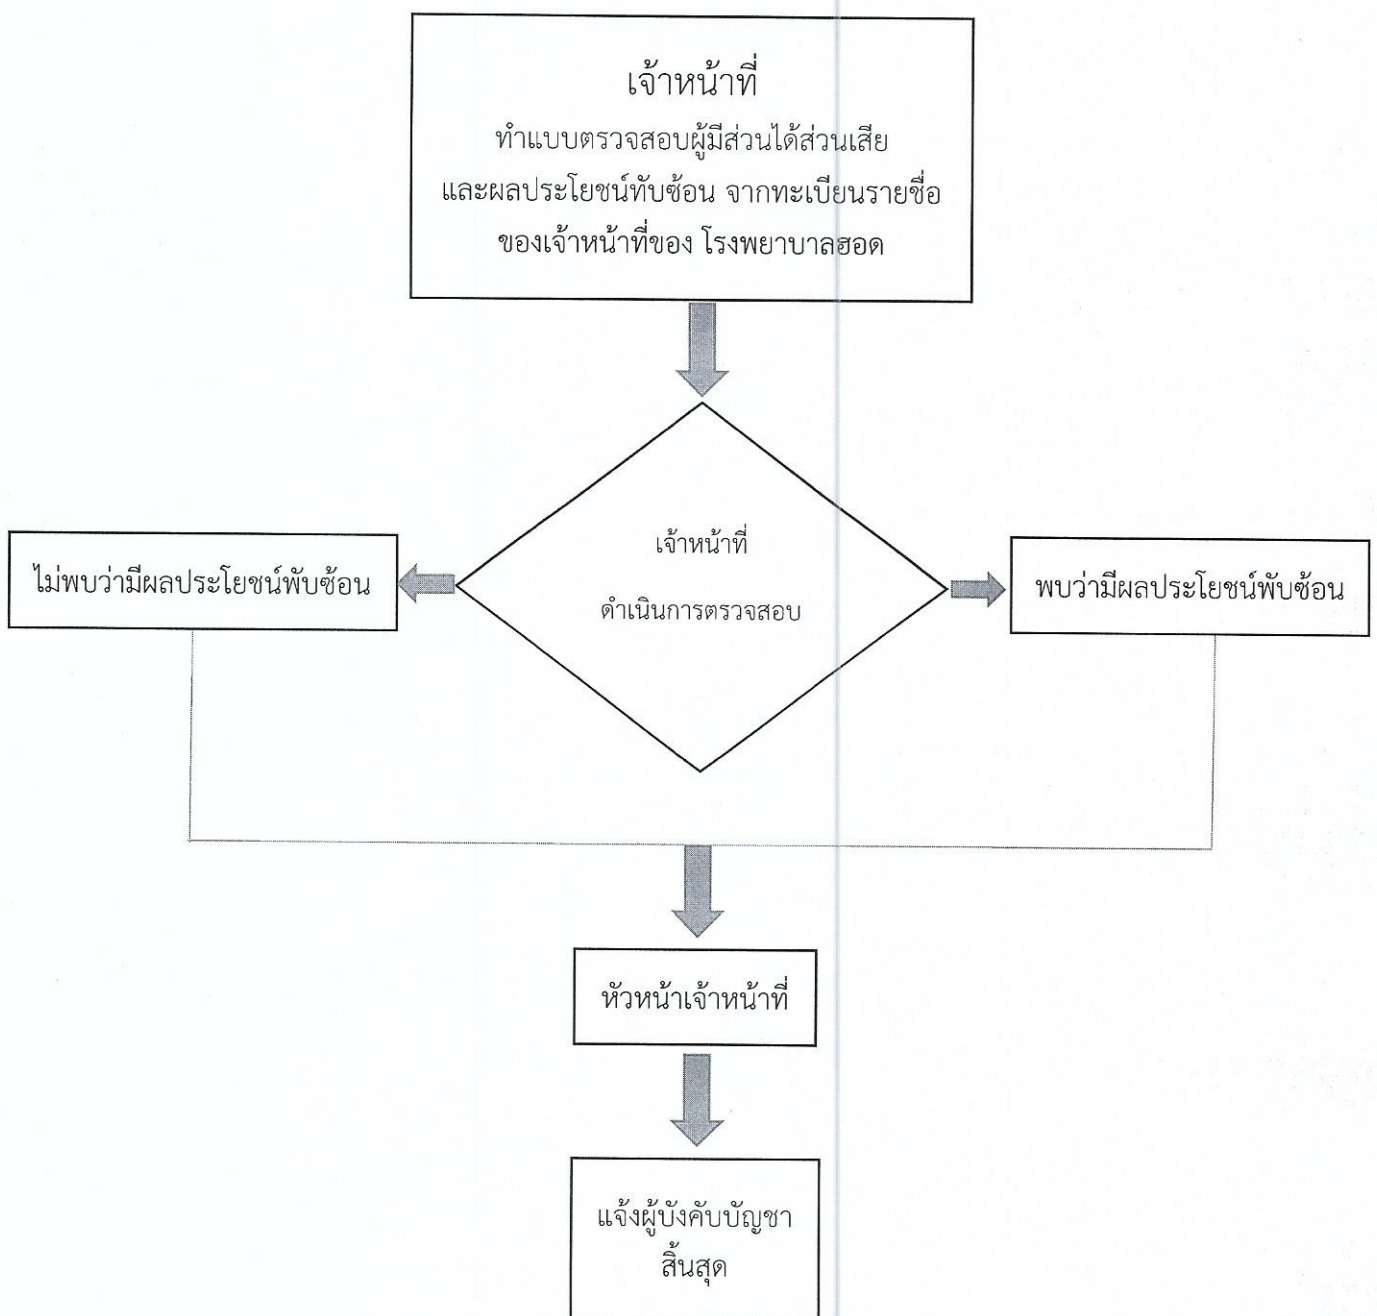 เจ้าหน้าที่
ทำแบบตรวจสอบผู้มีส่วนได้ส่วนเสีย
และผลประโยชน์ทับซ้อน จากทะเบียนรายชื่อ
ของเจ้าหน้าที่ของ โรงพยาบาลฮอด
เจ้าหน้าที่
ดำเนินการตรวจสอบ
ไม่พบว่ามีผลประโยชน์พับซ้อน
พบว่ามีผลประโยชน์พับซ้อน
หัวหน้าเจ้าหน้าที่
แจ้งผู้บังคับบัญชา
สิ้นสุด